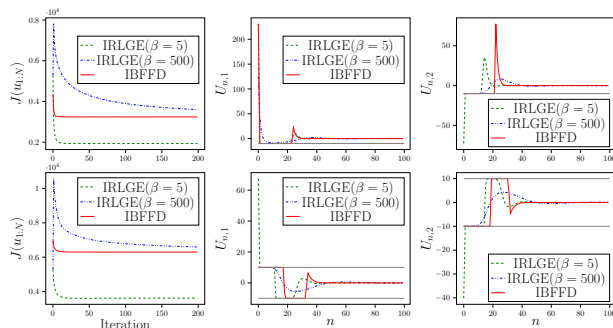 ×10⁴
0.8
0.6
0.4
0.2
J(u₁:N)
0
50
100
150
200
IRLGE(β = 5)
IRLGE(β = 500)
IBFFD
200
150
100
50
0
Uₙ,₁
0
20
40
60
80
100
IRLGE(β = 5)
IRLGE(β = 500)
IBFFD
50
0
−50
Uₙ,₂
0
20
40
60
80
100
IRLGE(β = 5)
IRLGE(β = 500)
IBFFD
×10⁴
1.0
0.8
0.6
0.4
J(u₁:N)
0
50
100
150
200
Iteration
IRLGE(β = 5)
IRLGE(β = 500)
IBFFD
60
40
20
0
Uₙ,₁
0
20
40
60
80
100
n
IRLGE(β = 5)
IRLGE(β = 500)
IBFFD
10
0
−10
−20
−30
−40
Uₙ,₂
0
20
40
60
80
100
n
IRLGE(β = 5)
IRLGE(β = 500)
IBFFD